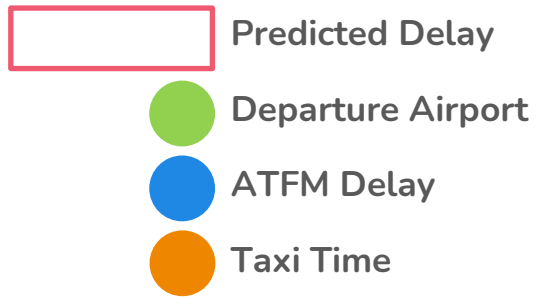 Predicted Delay
Departure Airport
ATFM Delay
Taxi Time